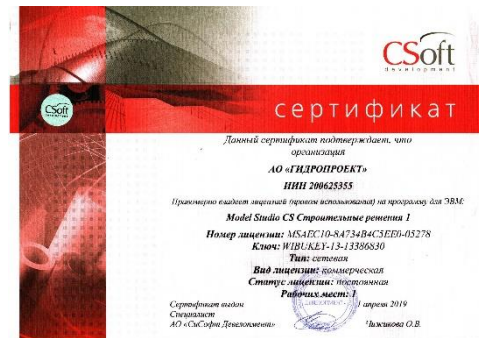 CSoft
development
CSoft
сертификат
Данный сертификат подтверждает, что
организация
АО «ГИДРОПРОЕКТ»
ИНН 200625355
Правомерно владеет лицензией (правом использования) на программу для ЭВМ:
Model Studio CS Строительные решения 1
Номер лицензии: MSAEC10-8A734B4C5EE0-05278
Ключ: WIBUKEY-13-13386830
Тип: сетевая
Вид лицензии: коммерческая
Статус лицензии: постоянная
Рабочих мест: 1
Сертификат выдан 1 апреля 2019
Специалист
АО «СиСофт Девелопмент» Чижикова О.В.